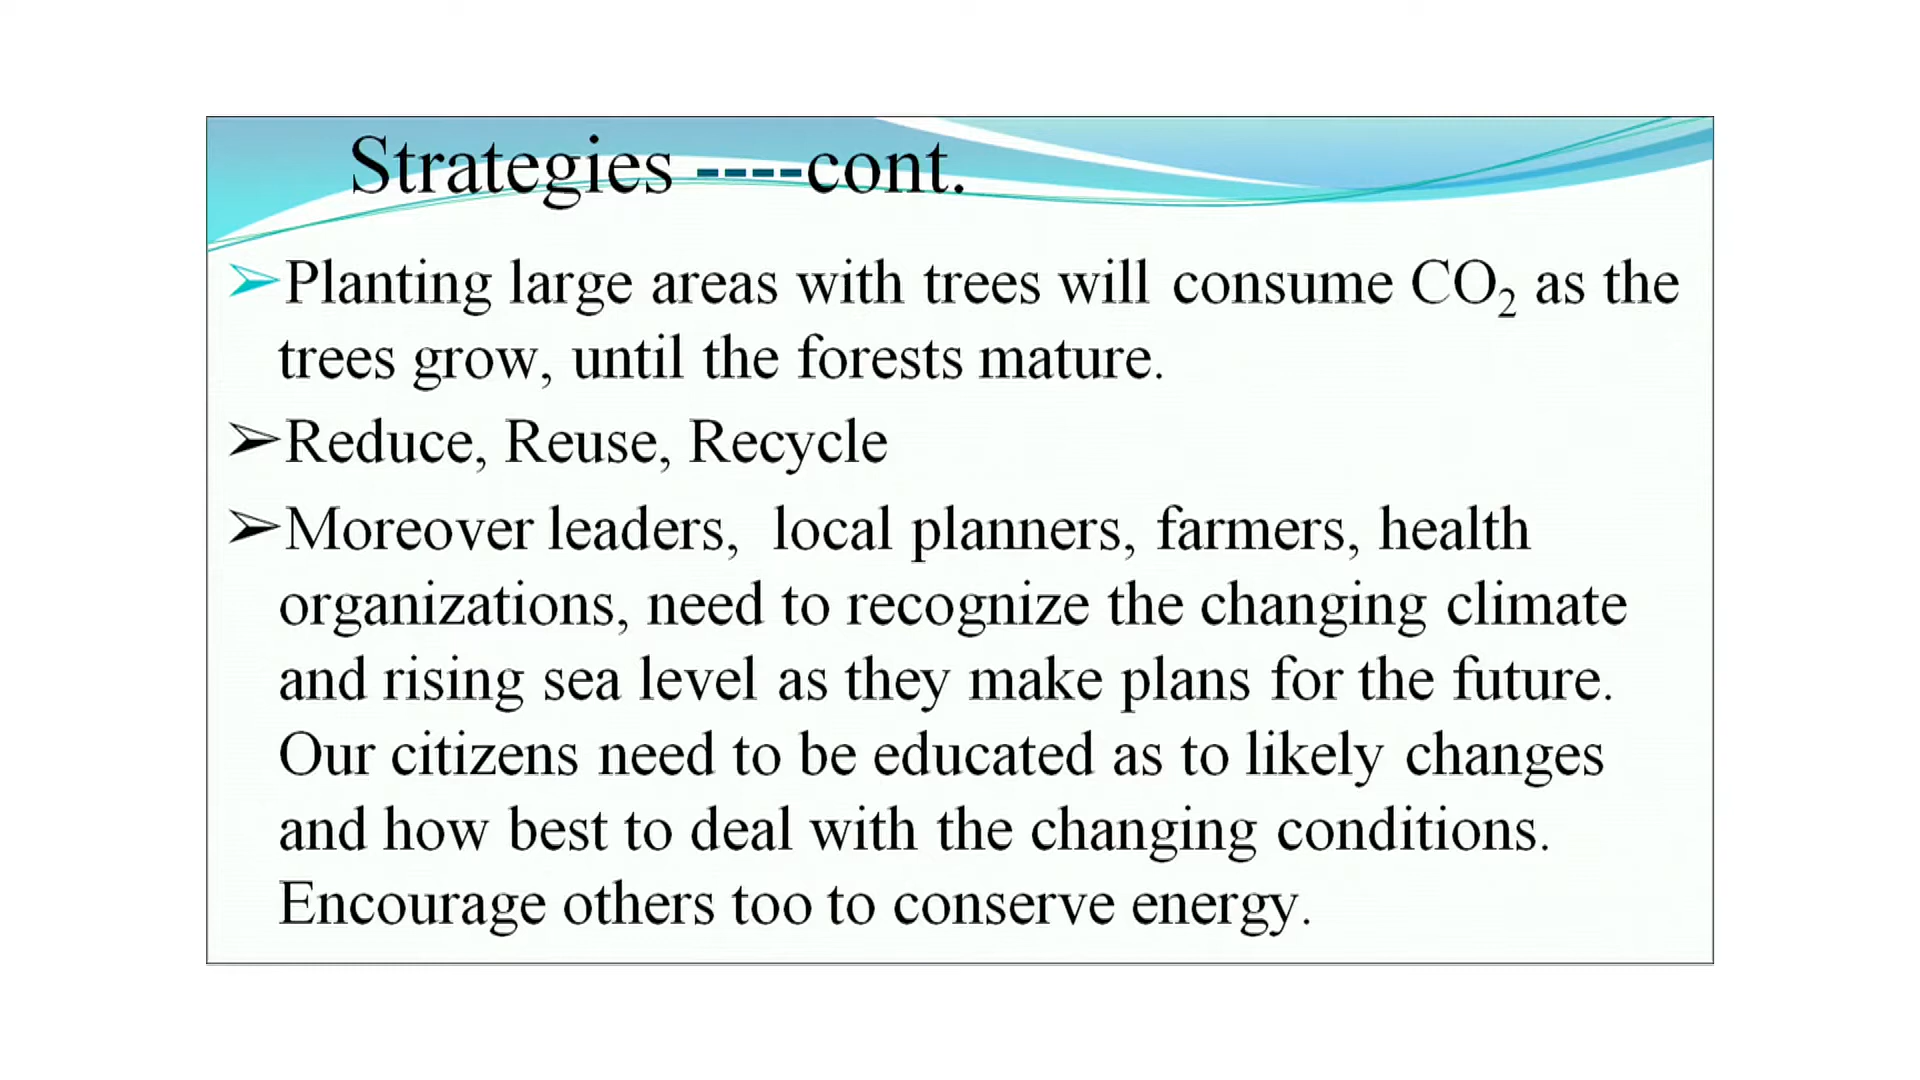 Strategies ----cont.
➢Planting large areas with trees will consume CO₂ as the
trees grow, until the forests mature.
➢Reduce, Reuse, Recycle
➢Moreover leaders,  local planners, farmers, health
organizations, need to recognize the changing climate
and rising sea level as they make plans for the future.
Our citizens need to be educated as to likely changes
and how best to deal with the changing conditions.
Encourage others too to conserve energy.